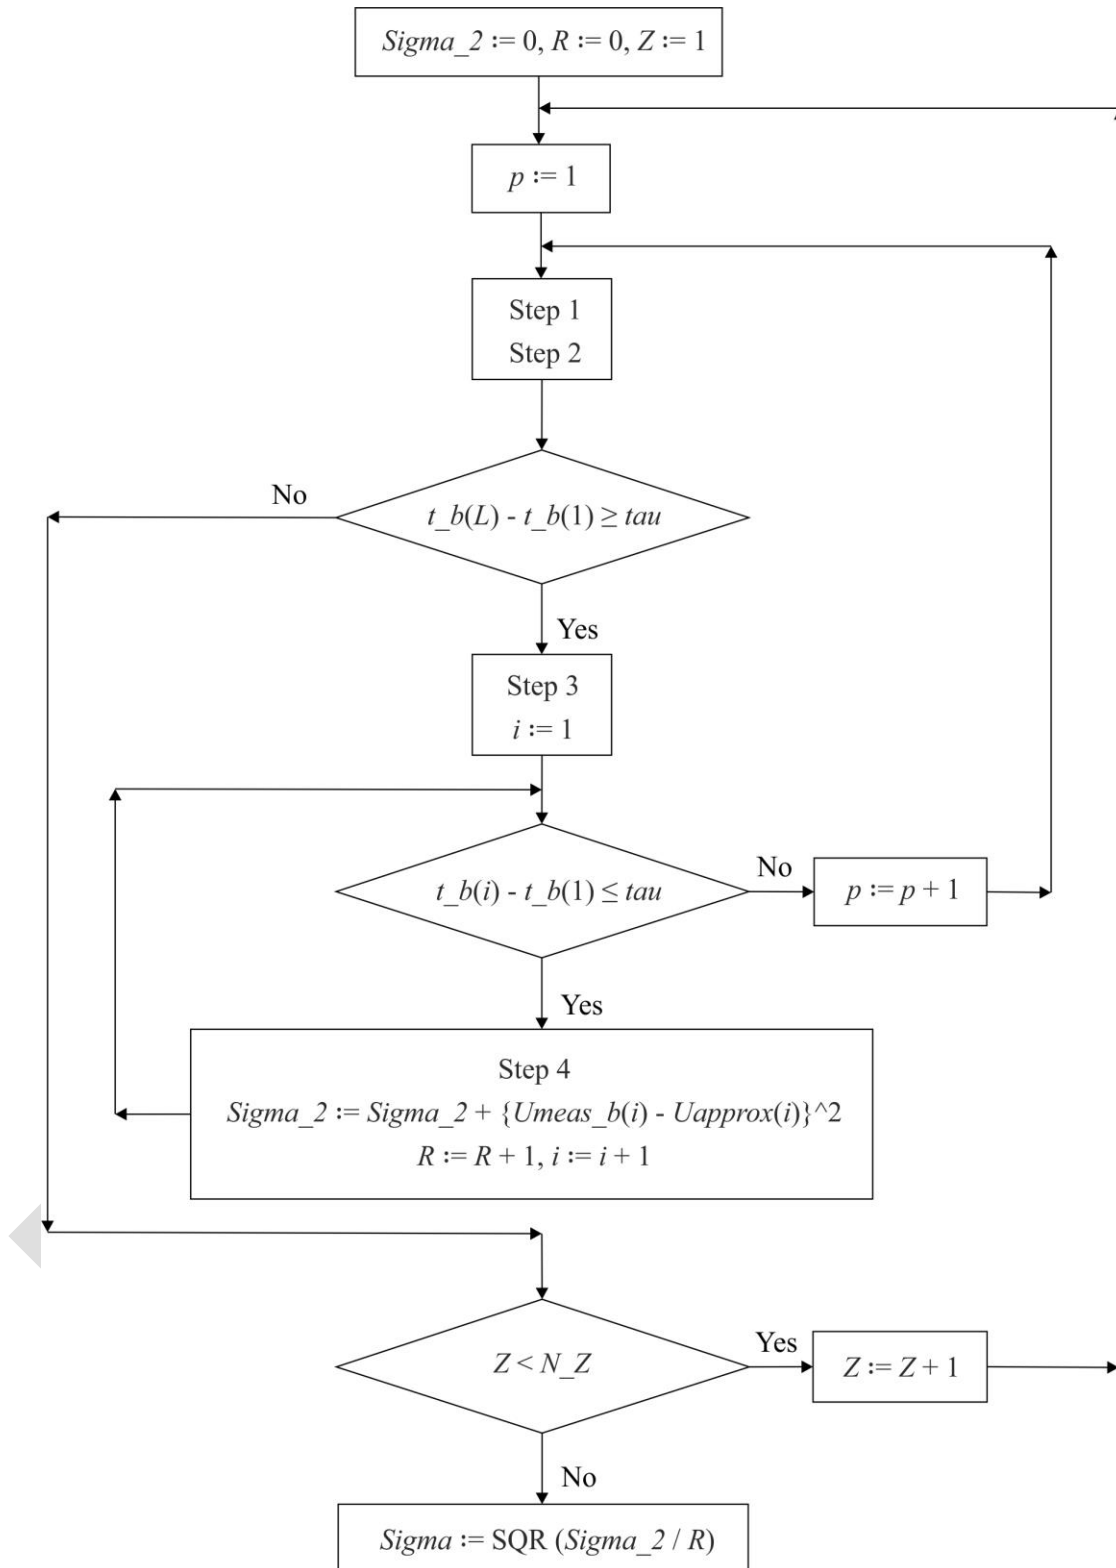 Sigma_2 := 0, R := 0, Z := 1
p := 1
Step 1
Step 2
No
t_b(L) - t_b(1) ≥ tau
Yes
Step 3
i := 1
t_b(i) - t_b(1) ≤ tau
No
p := p + 1
Yes
Step 4
Sigma_2 := Sigma_2 + {Umeas_b(i) - Uapprox(i)}^2
R := R + 1, i := i + 1
Z < N_Z
Yes
Z := Z + 1
No
Sigma := SQR (Sigma_2 / R)